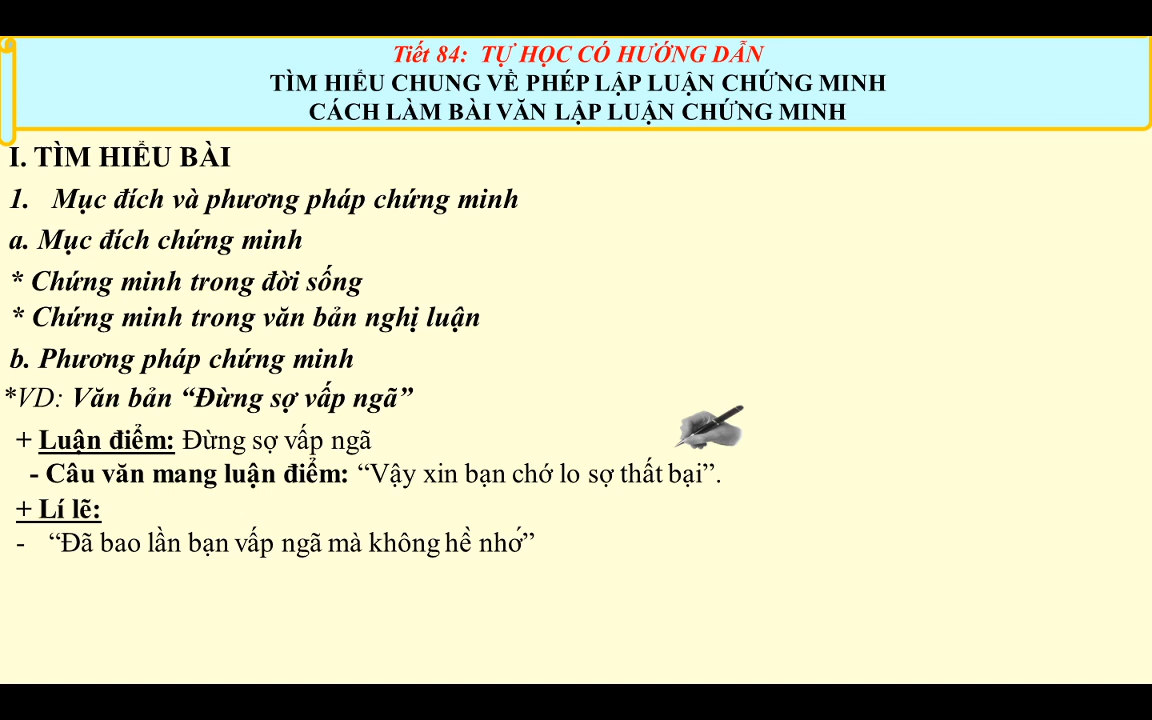 Tiết 84: TỰ HỌC CÓ HƯỚNG DẪN
TÌM HIỂU CHUNG VỀ PHÉP LẬP LUẬN CHỨNG MINH
CÁCH LÀM BÀI VĂN LẬP LUẬN CHỨNG MINH
I. TÌM HIỂU BÀI
1. Mục đích và phương pháp chứng minh
a. Mục đích chứng minh
* Chứng minh trong đời sống
* Chứng minh trong văn bản nghị luận
b. Phương pháp chứng minh
*VD: Văn bản “Đừng sợ vấp ngã”
+ Luận điểm: Đừng sợ vấp ngã
- Câu văn mang luận điểm: “Vậy xin bạn chớ lo sợ thất bại”.
+ Lí lẽ:
- “Đã bao lần bạn vấp ngã mà không hề nhớ”